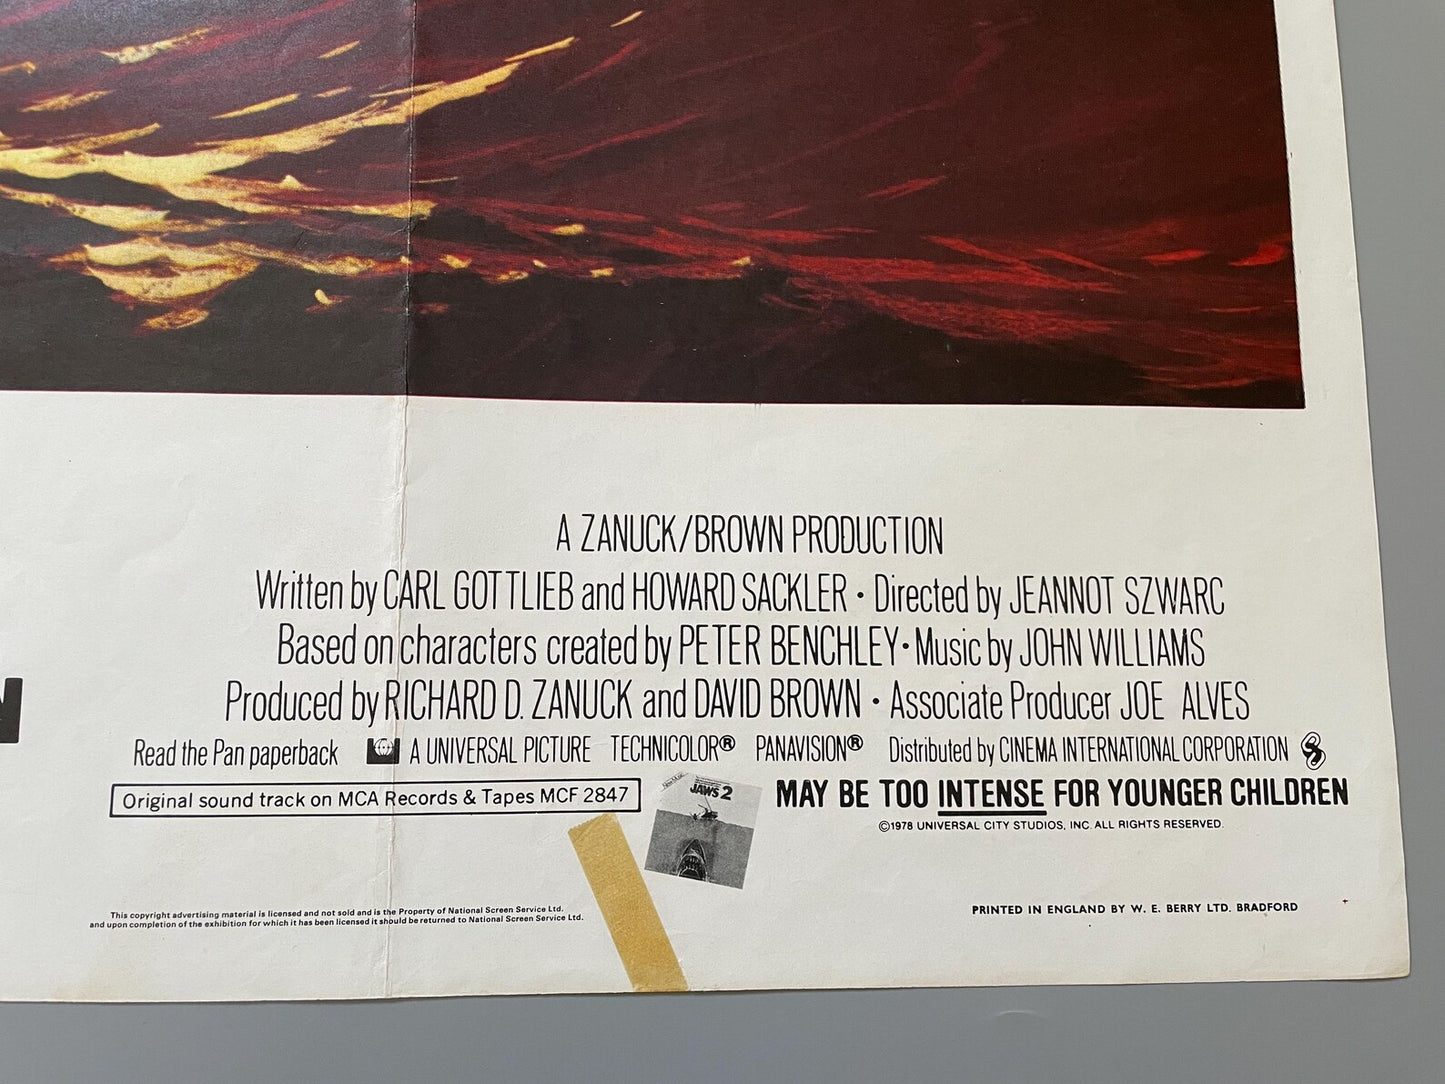 A ZANUCK/BROWN PRODUCTION
Written by CARL GOTTLIEB and HOWARD SACKLER • Directed by JEANNOT SZWARC
Based on characters created by PETER BENCHLEY • Music by JOHN WILLIAMS
N
Produced by RICHARD D. ZANUCK and DAVID BROWN • Associate Producer JOE ALVES
Read the Pan paperback A UNIVERSAL PICTURE TECHNICOLOR® PANAVISION® Distributed by CINEMA INTERNATIONAL CORPORATION
Original sound track on MCA Records & Tapes MCF 2847
JAWS 2
MAY BE TOO INTENSE FOR YOUNGER CHILDREN
©1978 UNIVERSAL CITY STUDIOS, INC. ALL RIGHTS RESERVED.
This copyright advertising material is licensed and not sold and is the Property of National Screen Service Ltd.
and upon completion of the exhibition for which it has been licensed it should be returned to National Screen Service Ltd.
PRINTED IN ENGLAND BY W. E. BERRY LTD. BRADFORD